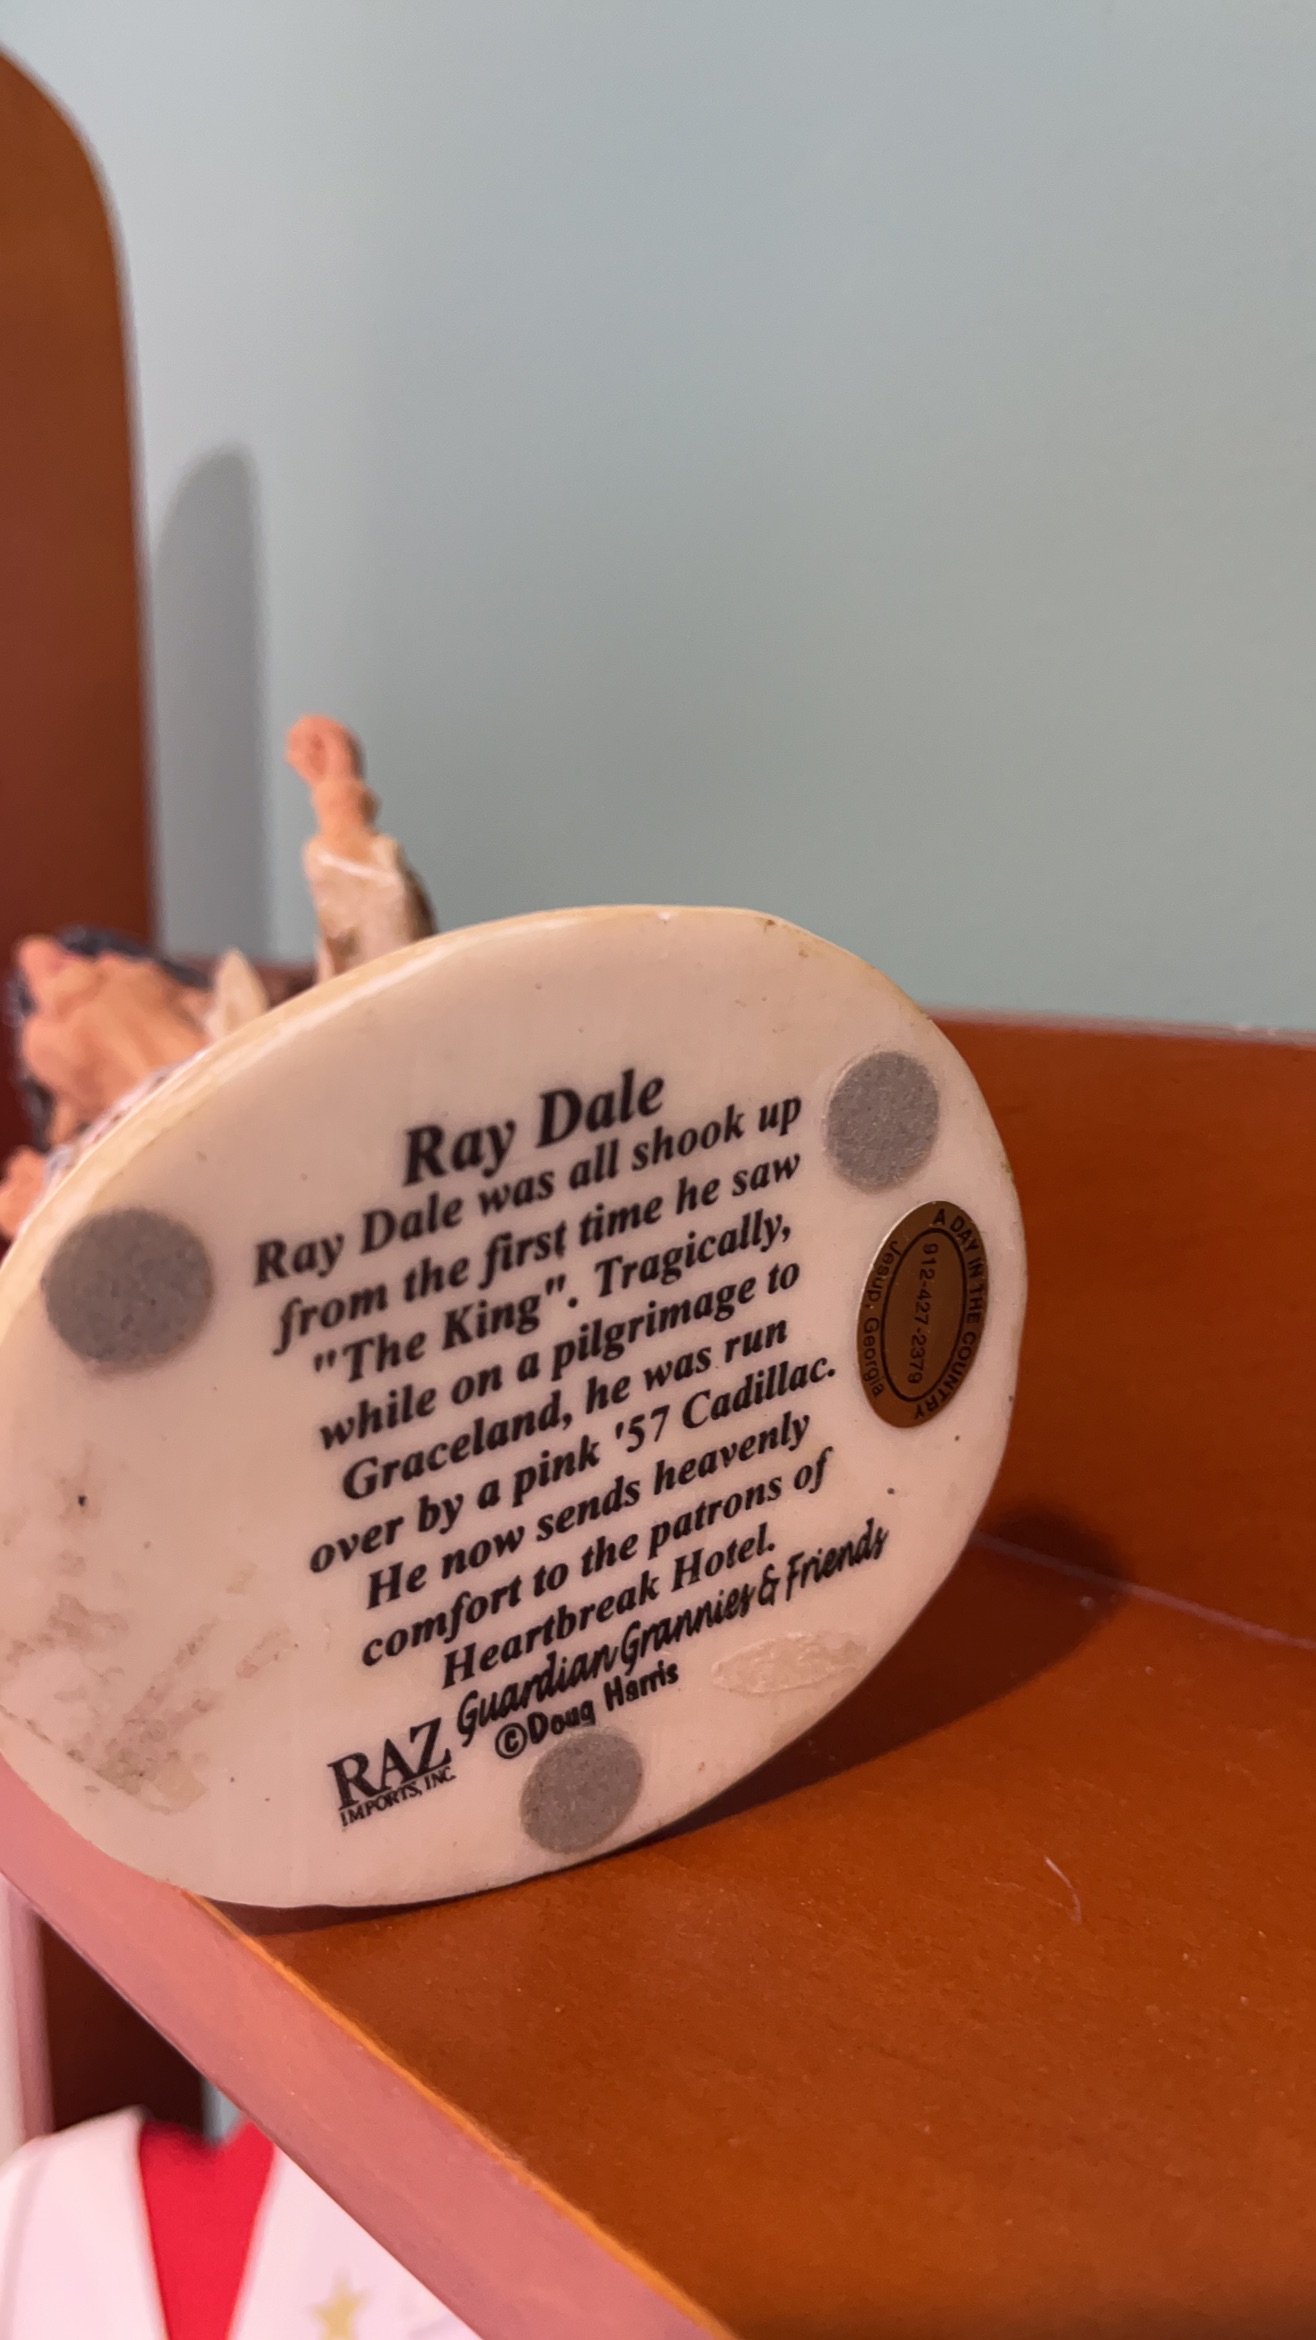 Ray Dale
Ray Dale was all shook up
from the first time he saw
"The King". Tragically,
while on a pilgrimage to
Graceland, he was run
over by a pink '57 Cadillac.
He now sends heavenly
comfort to the patrons of
Heartbreak Hotel.
Guardian Grannies & Friends
©Doug Harris
RAZ
IMPORTS, INC.
A DAY IN THE COUNTRY
912-427-2379
Jesup, Georgia